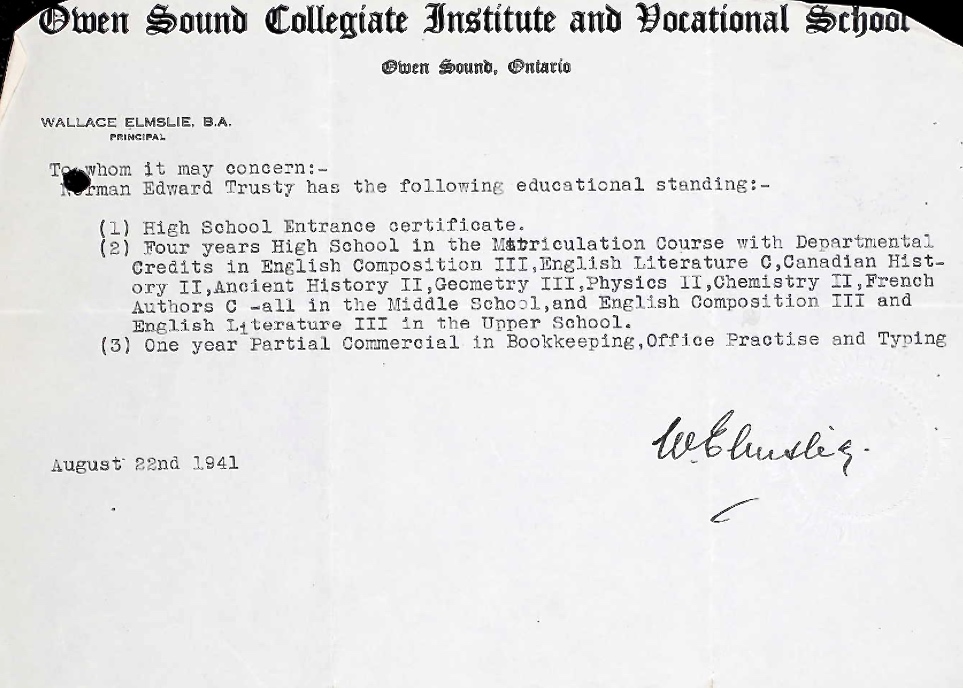 Owen Sound Collegiate Institute and Vocational School
Owen Sound, Ontario
WALLACE ELMSLIE, B.A.
PRINCIPAL
To whom it may concern:-
Norman Edward Trusty has the following educational standing:-
(1) High School Entrance certificate.
(2) Four years High School in the Matriculation Course with Departmental
Credits in English Composition III,English Literature C,Canadian Hist-
ory II,Ancient History II,Geometry III,Physics II,Chemistry II,French
Authors C -all in the Middle School,and English Composition III and
English Literature III in the Upper School.
(3) One year Partial Commercial in Bookkeeping,Office Practise and Typing
W. Elmslie.
August 22nd 1941